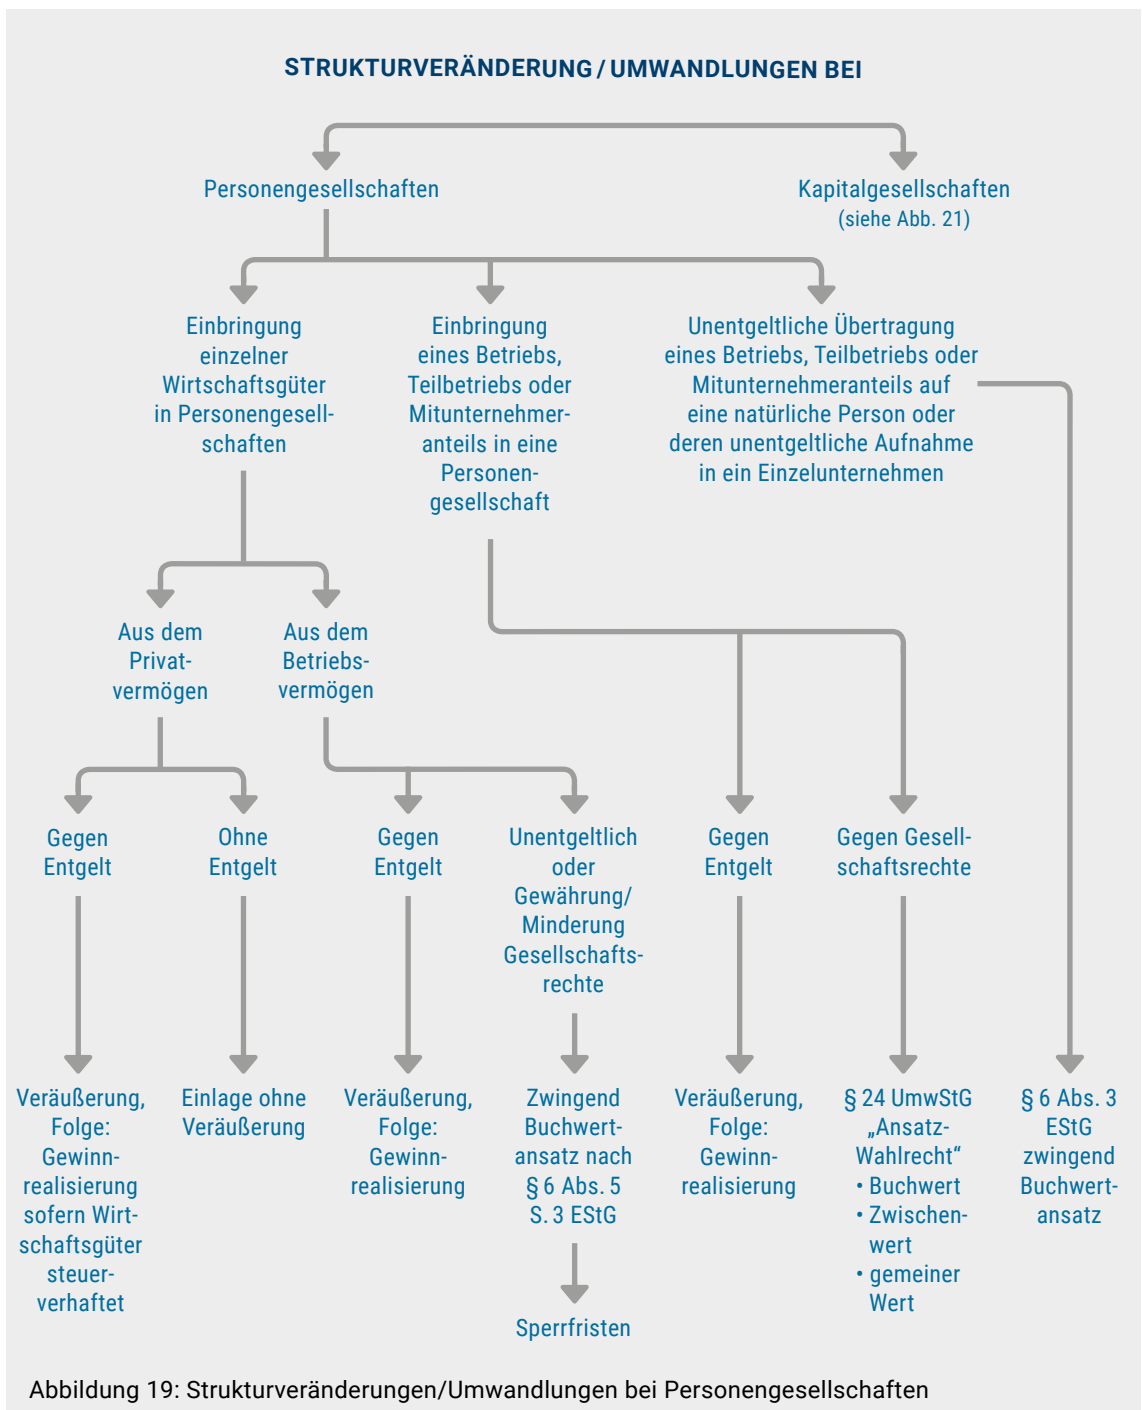 STRUKTURVERÄNDERUNG / UMWANDLUNGEN BEI
Personengesellschaften
Kapitalgesellschaften
(siehe Abb. 21)
Einbringung
einzelner
Wirtschaftsgüter
in Personengesell-
schaften
Einbringung
eines Betriebs,
Teilbetriebs oder
Mitunternehmer-
anteils in eine
Personen-
gesellschaft
Unentgeltliche Übertragung
eines Betriebs, Teilbetriebs oder
Mitunternehmeranteils auf
eine natürliche Person oder
deren unentgeltliche Aufnahme
in ein Einzelunternehmen
Aus dem
Privat-
vermögen
Aus dem
Betriebs-
vermögen
Gegen
Entgelt
Ohne
Entgelt
Gegen
Entgelt
Unentgeltlich
oder
Gewährung/
Minderung
Gesellschafts-
rechte
Gegen
Entgelt
Gegen Gesell-
schaftsrechte
Veräußerung,
Folge:
Gewinn-
realisierung
sofern Wirt-
schaftsgüter
steuer-
verhaftet
Einlage ohne
Veräußerung
Veräußerung,
Folge:
Gewinn-
realisierung
Zwingend
Buchwert-
ansatz nach
§ 6 Abs. 5
S. 3 EStG
Sperrfristen
Veräußerung,
Folge:
Gewinn-
realisierung
§ 24 UmwStG
„Ansatz-
Wahlrecht“
• Buchwert
• Zwischen-
wert
• gemeiner
Wert
§ 6 Abs. 3
EStG
zwingend
Buchwert-
ansatz
Abbildung 19: Strukturveränderungen/Umwandlungen bei Personengesellschaften